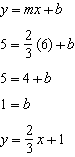 y = mx + b
5 = 2/3 (6) + b
5 = 4 + b
1 = b
y = 2/3 x + 1